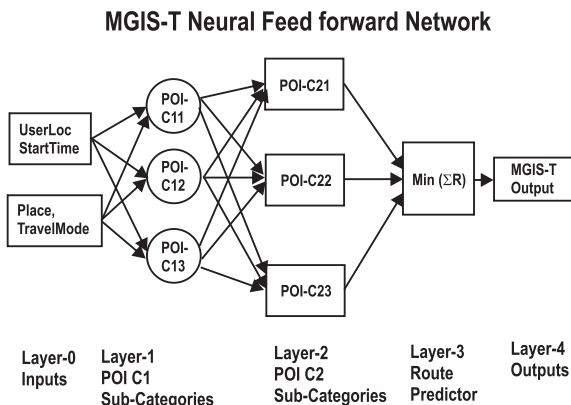 MGIS-T Neural Feed forward Network
UserLoc
StartTime
Place,
TravelMode
POI-
C11
POI-
C12
POI-
C13
POI-C21
POI-C22
POI-C23
Min (ΣR)
MGIS-T
Output
Layer-0
Inputs
Layer-1
POI C1
Sub-Categories
Layer-2
POI C2
Sub-Categories
Layer-3
Route
Predictor
Layer-4
Outputs